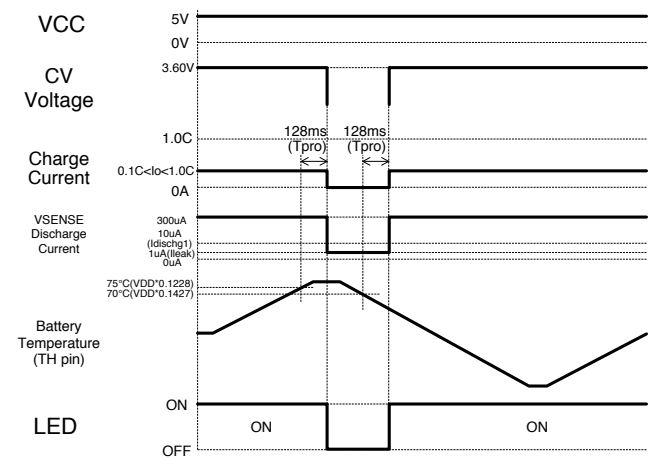 VCC
5V
0V
CV
Voltage
3.60V
128ms
(Tpro)
128ms
(Tpro)
Charge
Current
1.0C
0.1C<Io<1.0C
0A
VSENSE
Discharge
Current
300uA
10uA
(Idischg1)
1uA(Ileak)
0uA
75°C(VDD*0.1228)
70°C(VDD*0.1427)
Battery
Temperature
(TH pin)
LED
ON
OFF
ON
ON